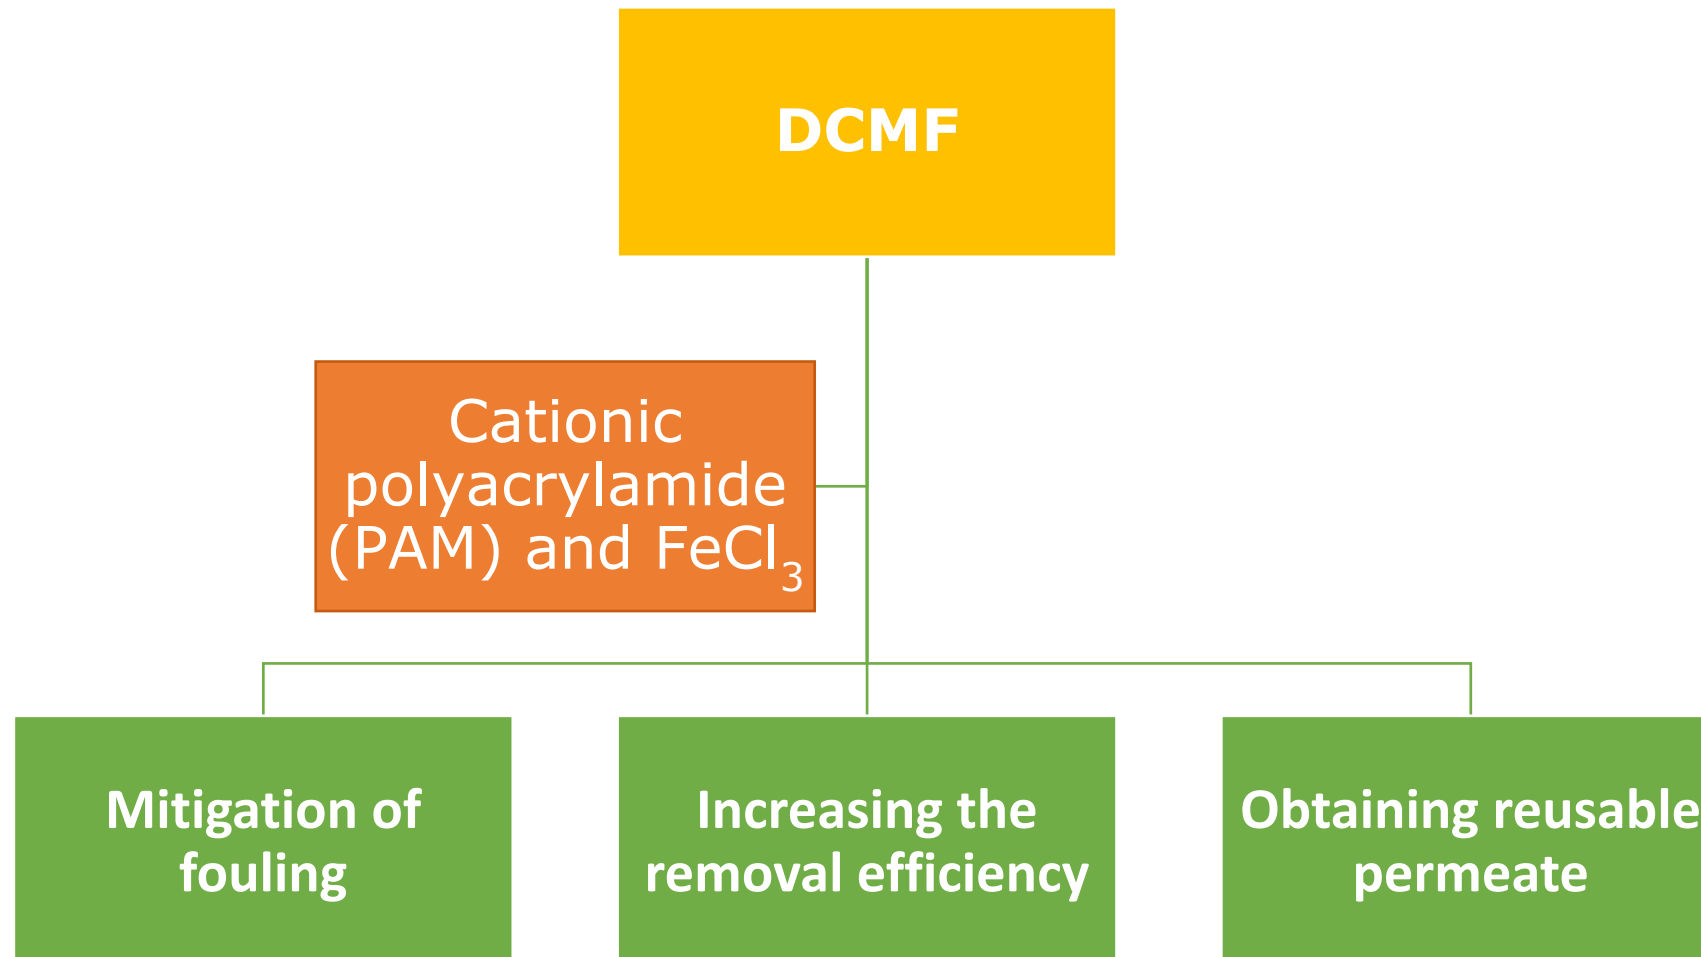 DCMF
Cationic
polyacrylamide
(PAM) and FeCl₃
Mitigation of
fouling
Increasing the
removal efficiency
Obtaining reusable
permeate